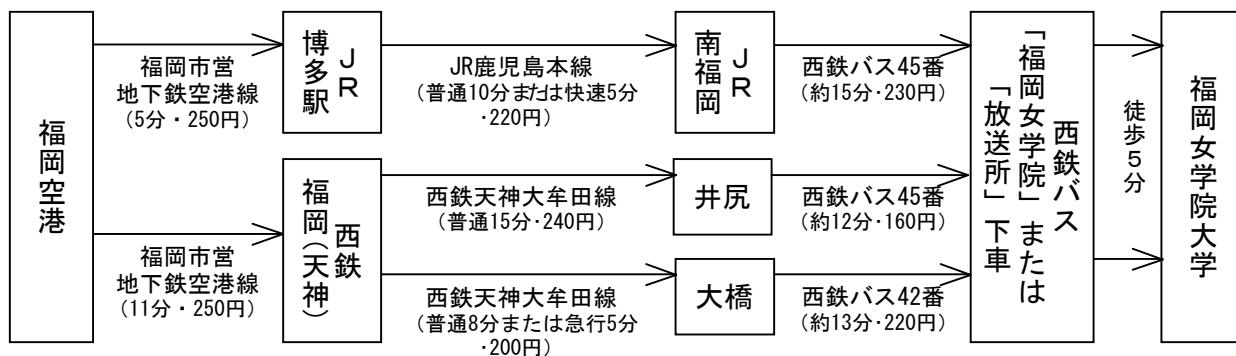 福岡空港
福岡市営
地下鉄空港線
(5分・250円)
JR
博多駅
JR鹿児島本線
(普通10分または快速5分
・220円)
JR
南福岡
西鉄バス45番
(約15分・230円)
福岡市営
地下鉄空港線
(11分・250円)
西鉄
福岡(天神)
西鉄天神大牟田線
(普通15分・240円)
井尻
西鉄バス45番
(約12分・160円)
西鉄天神大牟田線
(普通8分または急行5分
・200円)
大橋
西鉄バス42番
(約13分・220円)
西鉄バス
「福岡女学院」または
「放送所」下車
徒歩5分
福岡女学院大学